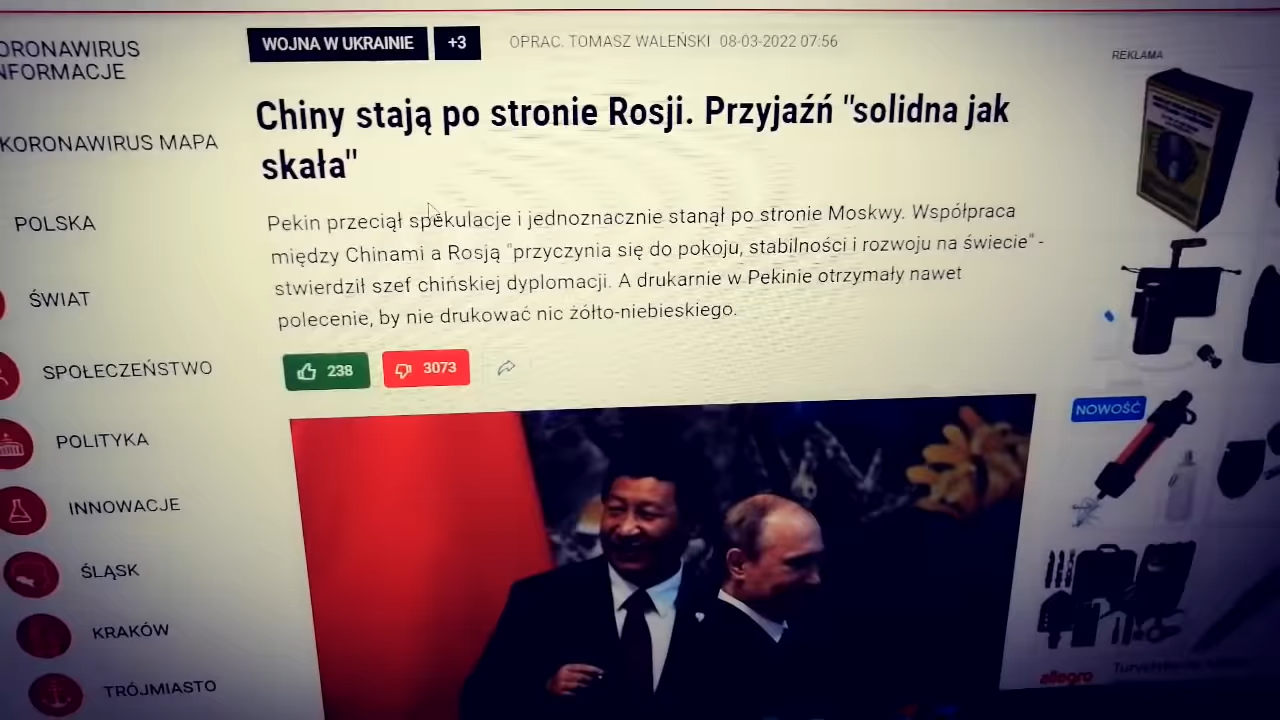 ORONAWIRUS
NFORMACJE
KORONAWIRUS MAPA
POLSKA
ŚWIAT
SPOŁECZEŃSTWO
POLITYKA
INNOWACJE
ŚLĄSK
KRAKÓW
TRÓJMIASTO
WOJNA W UKRAINIE +3 OPRAC. TOMASZ WALEŃSKI 08-03-2022 07:56
Chiny stają po stronie Rosji. Przyjaźń "solidna jak
skała"
Pekin przeciął spekulacje i jednoznacznie stanął po stronie Moskwy. Współpraca
między Chinami a Rosją "przyczynia się do pokoju, stabilności i rozwoju na świecie" -
stwierdził szef chińskiej dyplomacji. A drukarnie w Pekinie otrzymały nawet
polecenie, by nie drukować nic żółto-niebieskiego.
238 3073
REKLAMA
NOWOŚĆ
allegro